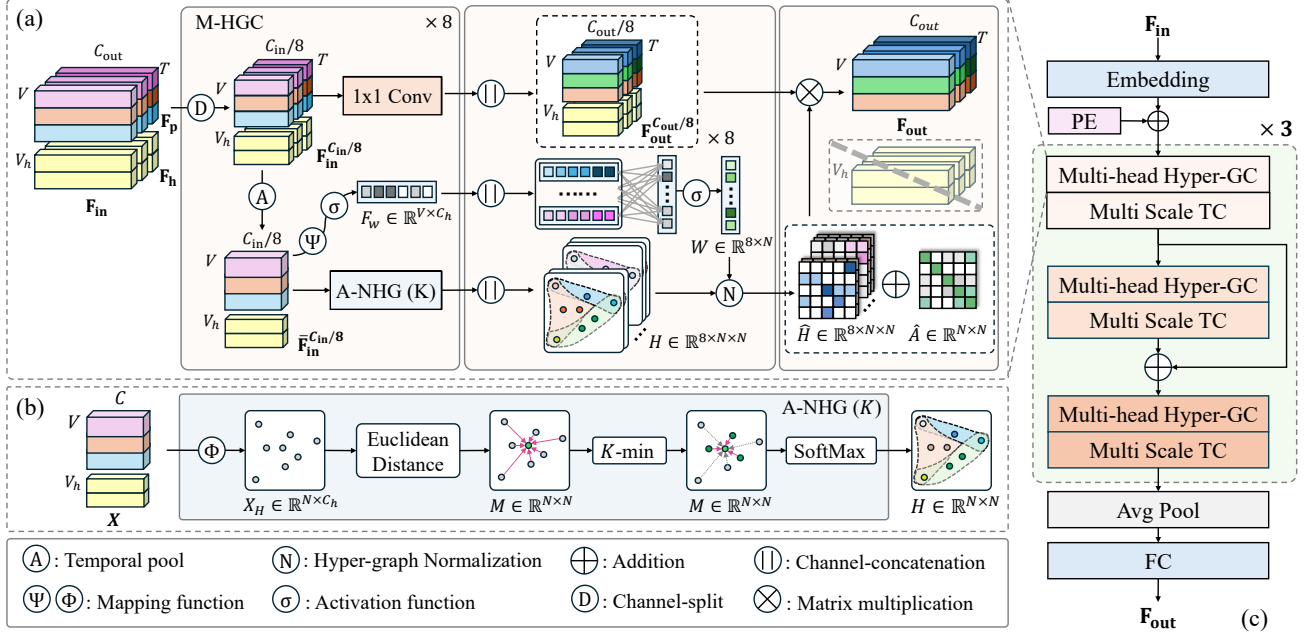 (a)
M-HGC
× 8
C_out
T
V
V_h
F_p
F_h
F_in
D
C_in/8
T
V
V_h
F_in^{C_in/8}
1x1 Conv
A
Ψ
σ
F_w ∈ ℝ^{V×C_h}
C_in/8
V
V_h
F̄_in^{C_in/8}
A-NHG (K)
||
||
||
C_out/8
T
V
V_h
F_out^{C_out/8}
× 8
······
σ
W ∈ ℝ^{8×N}
N
H ∈ ℝ^{8×N×N}
C_out
T
V
F_out
V_h
Ĥ ∈ ℝ^{8×N×N}
Â ∈ ℝ^{N×N}
(b)
C
V
V_h
X
Φ
A-NHG (K)
X_H ∈ ℝ^{N×C_h}
Euclidean
Distance
M ∈ ℝ^{N×N}
K-min
M ∈ ℝ^{N×N}
SoftMax
H ∈ ℝ^{N×N}
A : Temporal pool
N : Hyper-graph Normalization
: Addition
|| : Channel-concatenation
Ψ Φ : Mapping function
σ : Activation function
D : Channel-split
: Matrix multiplication
F_in
Embedding
PE
× 3
Multi-head Hyper-GC
Multi Scale TC
Multi-head Hyper-GC
Multi Scale TC
Multi-head Hyper-GC
Multi Scale TC
Avg Pool
FC
F_out
(c)